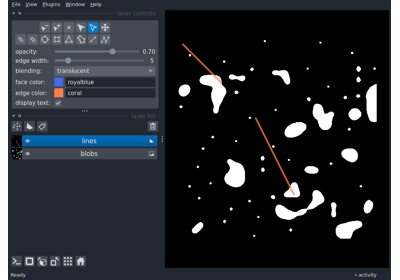 File View Plugins Window Help
layer controls
opacity: 0.70
edge width: 5
blending: translucent
face color: royalblue
edge color: coral
display text:
layer list
lines
blobs
Ready
activity